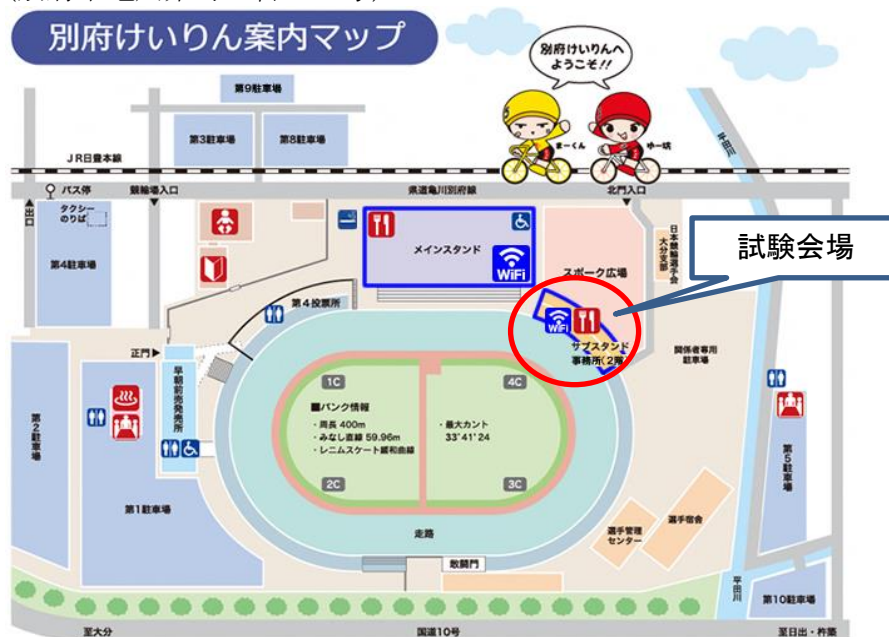 別府けいりん案内マップ
別府けいりんへ
ようこそ!!
まーくん
ゆー坊
第9駐車場
第3駐車場
第8駐車場
JR日豊本線
平田川
バス停
競輪場入口
県道亀川別府線
北門入口
▲出口
タクシー
のりば
第4駐車場
メインスタンド
WiFi
スポーク広場
日本競輪選手会
大分支部
試験会場
第4投票所
WiFi
サブスタンド
事務所(2階)
関係者専用
駐車場
正門▶
早朝前売発売所
第2駐車場
第1駐車場
1C
4C
■バンク情報
・周長 400m
・みなし直線 59.96m
・レニムスケート緩和曲線
・最大カント
33°41'24
2C
3C
走路
敢闘門
選手管理
センター
選手宿舎
第5駐車場
平田川
第10駐車場
至大分
国道10号
至日出・杵築